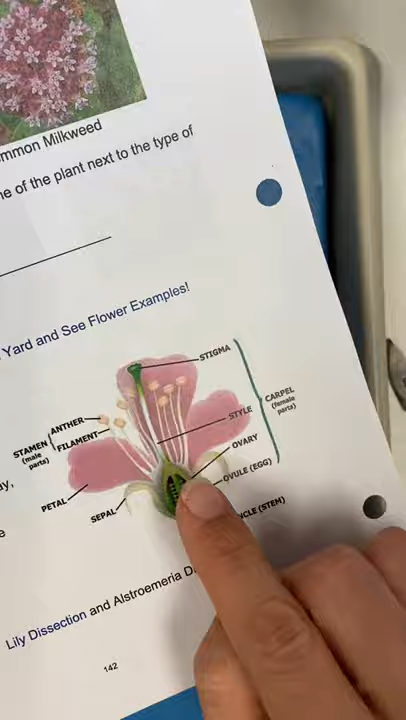 mmon Milkweed
e of the plant next to the type of
Yard and See Flower Examples!
STIGMA
CARPEL
(female
parts)
STYLE
ANTHER
FILAMENT
STAMEN
(male
parts)
OVARY
OVULE (EGG)
PETAL
SEPAL
NCLE (STEM)
ay,
e
Lily Dissection and Alstroemeria D
142